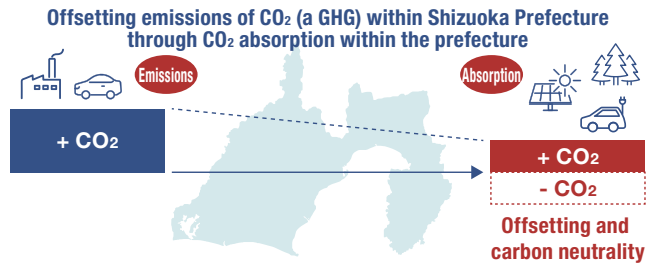 Offsetting emissions of CO₂ (a GHG) within Shizuoka Prefecture
through CO₂ absorption within the prefecture
Emissions
Absorption
+ CO₂
+ CO₂
- CO₂
Offsetting and
carbon neutrality